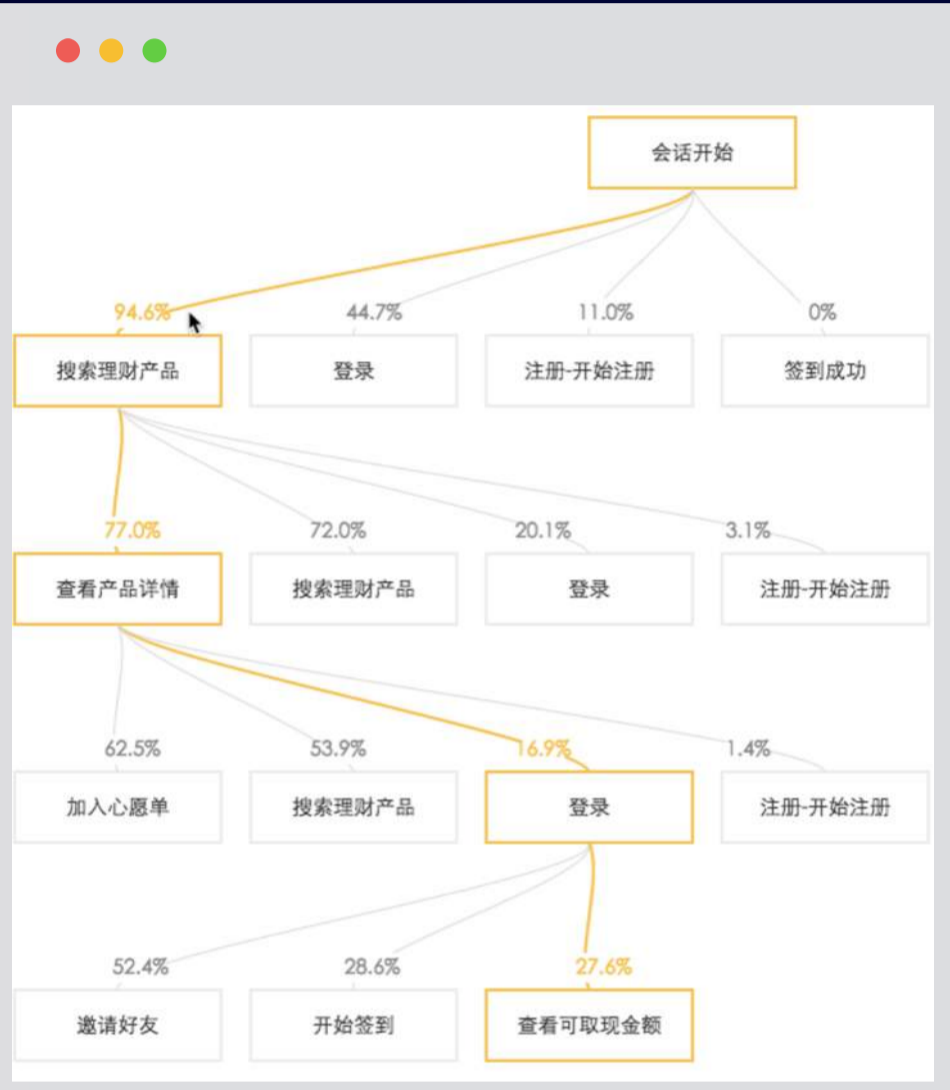 会话开始
94.6%
44.7%
11.0%
0%
搜索理财产品
登录
注册-开始注册
签到成功
77.0%
72.0%
20.1%
3.1%
查看产品详情
搜索理财产品
登录
注册-开始注册
62.5%
53.9%
16.9%
1.4%
加入心愿单
搜索理财产品
登录
注册-开始注册
52.4%
28.6%
27.6%
邀请好友
开始签到
查看可取现金额